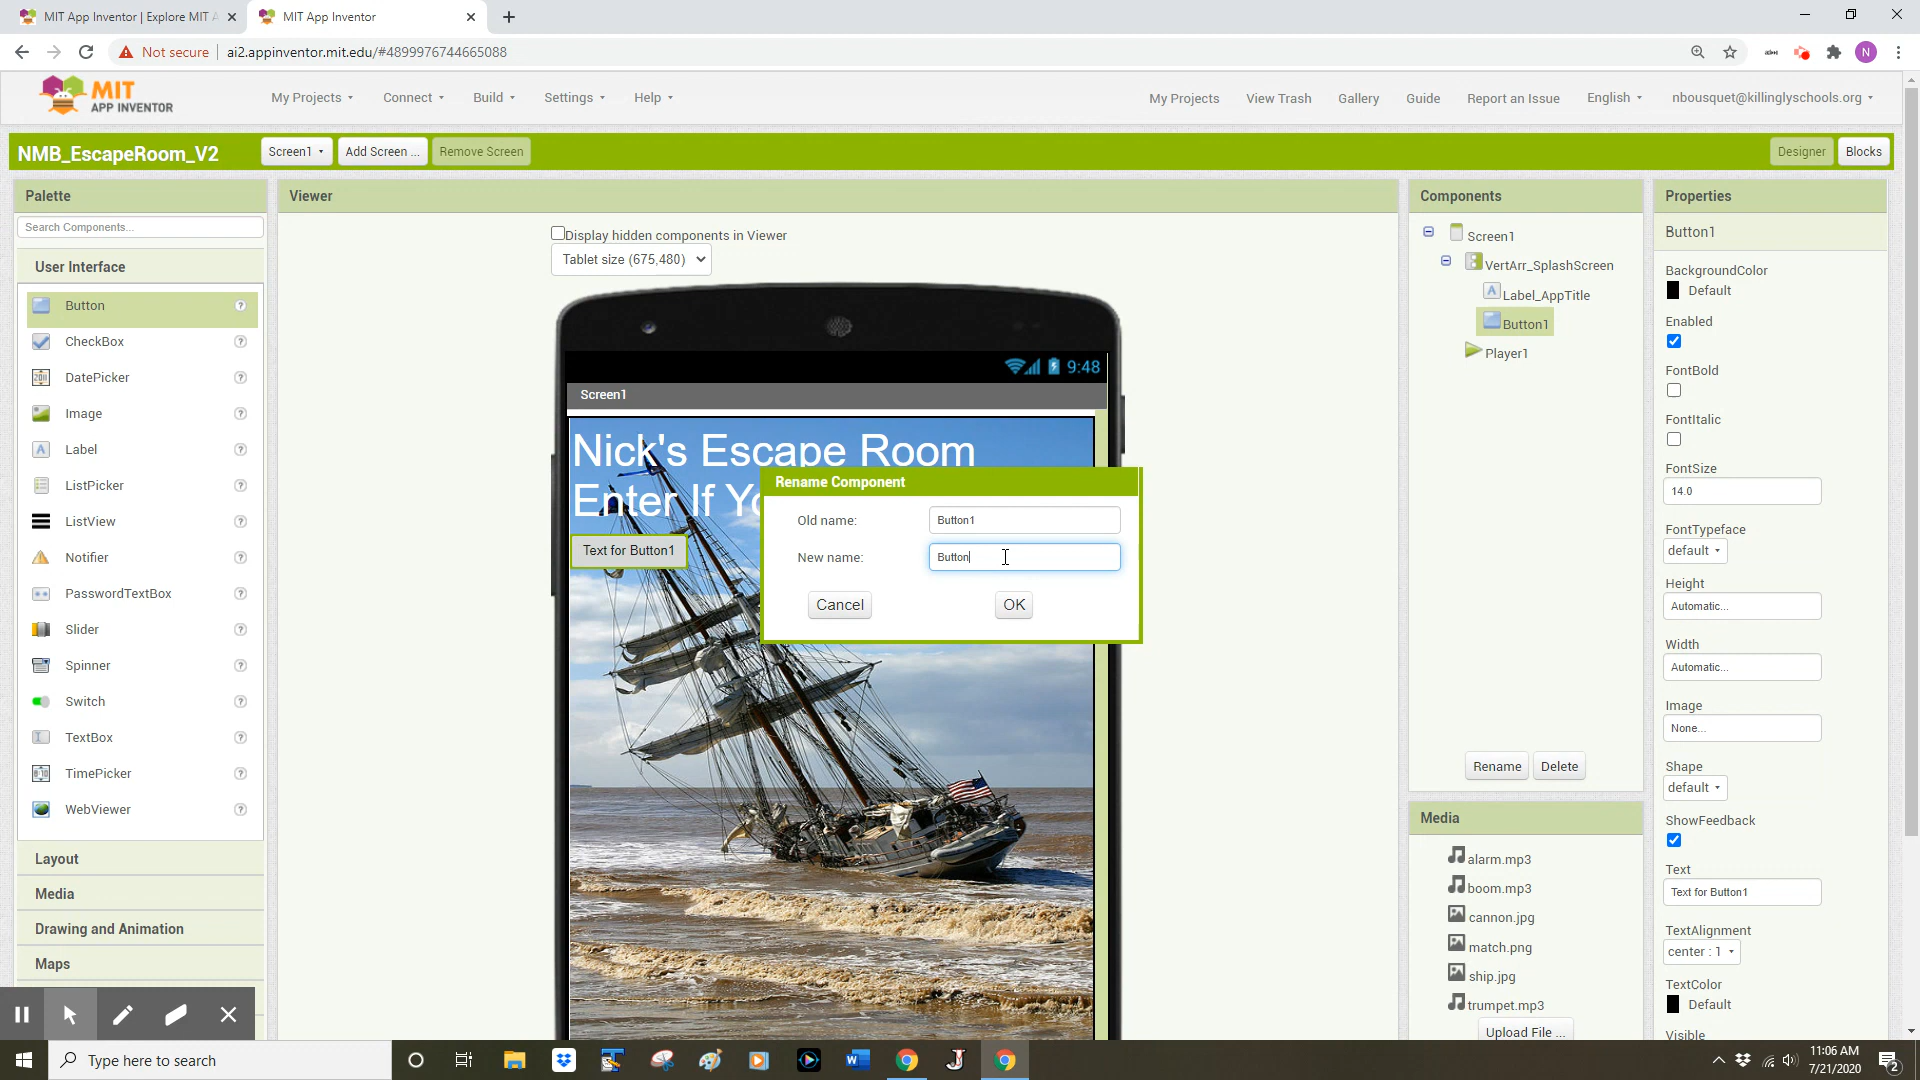 MIT App Inventor | Explore MIT A
MIT App Inventor
Not secure
ai2.appinventor.mit.edu/#4899976744665088
N
MIT
APP INVENTOR
My Projects
Connect
Build
Settings
Help
My Projects
View Trash
Gallery
Guide
Report an Issue
English
nbousquet@killinglyschools.org
NMB_EscapeRoom_V2
Screen1
Add Screen ...
Remove Screen
Designer
Blocks
Palette
Search Components...
User Interface
Button
CheckBox
DatePicker
Image
Label
ListPicker
ListView
Notifier
PasswordTextBox
Slider
Spinner
Switch
TextBox
TimePicker
WebViewer
Layout
Media
Drawing and Animation
Maps
Viewer
Display hidden components in Viewer
Tablet size (675,480)
9:48
Screen1
Nick's Escape Room
Enter If Yo
Text for Button1
Rename Component
Old name:
Button1
New name:
Button
Cancel
OK
Components
Screen1
VertArr_SplashScreen
Label_AppTitle
Button1
Player1
Rename
Delete
Media
alarm.mp3
boom.mp3
cannon.jpg
match.png
ship.jpg
trumpet.mp3
Upload File ...
Properties
Button1
BackgroundColor
Default
Enabled
FontBold
FontItalic
FontSize
14.0
FontTypeface
default
Height
Automatic...
Width
Automatic...
Image
None...
Shape
default
ShowFeedback
Text
Text for Button1
TextAlignment
center : 1
TextColor
Default
Visible
Type here to search
11:06 AM
7/21/2020
2